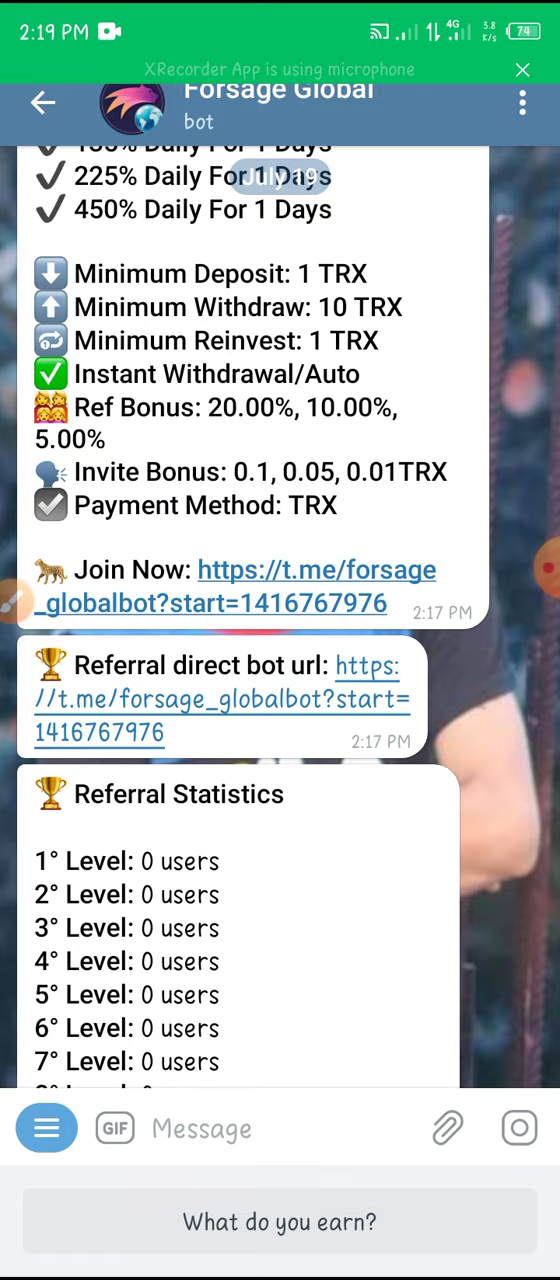 2:19 PM
4G
3.8
K/s
74
XRecorder App is using microphone
Forsage Global
bot
225% Daily For 1 Days
July 19
450% Daily For 1 Days
Minimum Deposit: 1 TRX
Minimum Withdraw: 10 TRX
Minimum Reinvest: 1 TRX
Instant Withdrawal/Auto
Ref Bonus: 20.00%, 10.00%,
5.00%
Invite Bonus: 0.1, 0.05, 0.01TRX
Payment Method: TRX
Join Now: https://t.me/forsage
_globalbot?start=1416767976
2:17 PM
Referral direct bot url: https:
//t.me/forsage_globalbot?start=
1416767976
2:17 PM
Referral Statistics
1° Level: 0 users
2° Level: 0 users
3° Level: 0 users
4° Level: 0 users
5° Level: 0 users
6° Level: 0 users
7° Level: 0 users
GIF
Message
What do you earn?